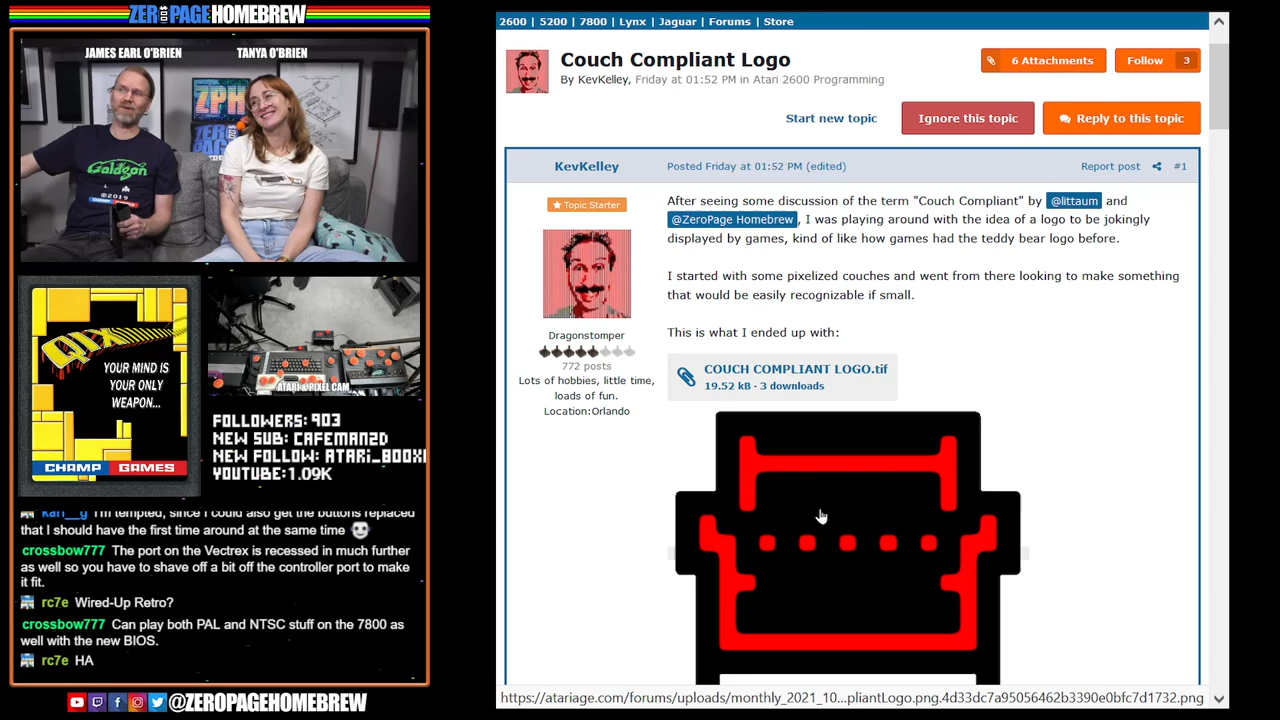 ZERO PAGE HOMEBREW
JAMES EARL O'BRIEN
TANYA O'BRIEN
ZPH
Galagon
©2019
CHAMP GAMES
QIX
YOUR MIND IS
YOUR ONLY
WEAPON...
CHAMP GAMES
ATARI & PIXEL CAM
FOLLOWERS: 903
NEW SUB: CAFEMAN2D
NEW FOLLOW: ATARI_800X
YOUTUBE: 1.09K
karl__g I'm tempted, since I could also get the buttons replaced
that I should have the first time around at the same time
crossbow777 The port on the Vectrex is recessed in much further
as well so you have to shave off a bit off the controller port to make
it fit.
rc7e Wired-Up Retro?
crossbow777 Can play both PAL and NTSC stuff on the 7800 as
well with the new BIOS.
rc7e HA
@ZEROPAGEHOMEBREW
2600 | 5200 | 7800 | Lynx | Jaguar | Forums | Store
Couch Compliant Logo
By KevKelley, Friday at 01:52 PM in Atari 2600 Programming
6 Attachments
Follow 3
Start new topic
Ignore this topic
Reply to this topic
KevKelley
Posted Friday at 01:52 PM (edited)
Report post
#1
Topic Starter
Dragonstomper
772 posts
Lots of hobbies, little time,
loads of fun.
Location:Orlando
After seeing some discussion of the term "Couch Compliant" by @littaum and
@ZeroPage Homebrew, I was playing around with the idea of a logo to be jokingly
displayed by games, kind of like how games had the teddy bear logo before.
I started with some pixelized couches and went from there looking to make something
that would be easily recognizable if small.
This is what I ended up with:
COUCH COMPLIANT LOGO.tif
19.52 kB · 3 downloads
https://atariage.com/forums/uploads/monthly_2021_10...pliantLogo.png.4d33dc7a95056462b3390e0bfc7d1732.png